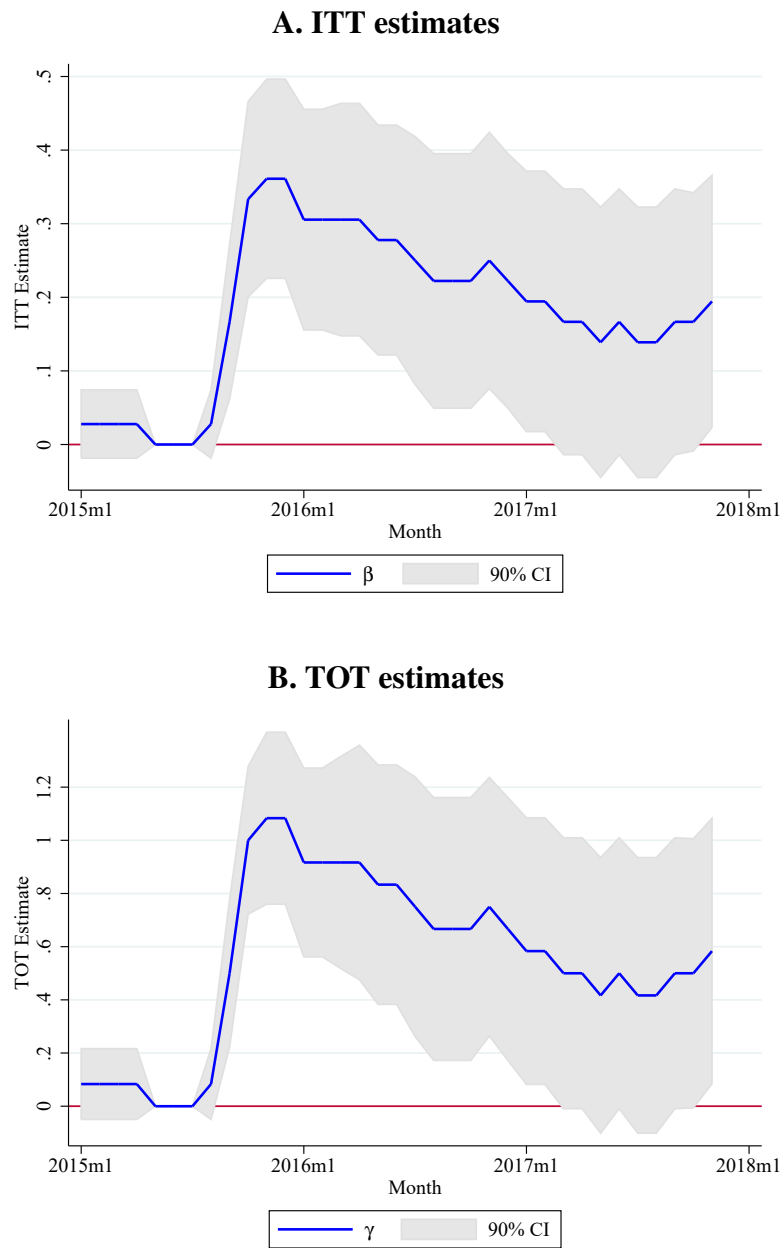 A. ITT estimates
.5
.4
.3
.2
.1
0
ITT Estimate
2015m1 2016m1 2017m1 2018m1
Month
β 90% CI
B. TOT estimates
1.2
1
.8
.6
.4
.2
0
TOT Estimate
2015m1 2016m1 2017m1 2018m1
Month
γ 90% CI